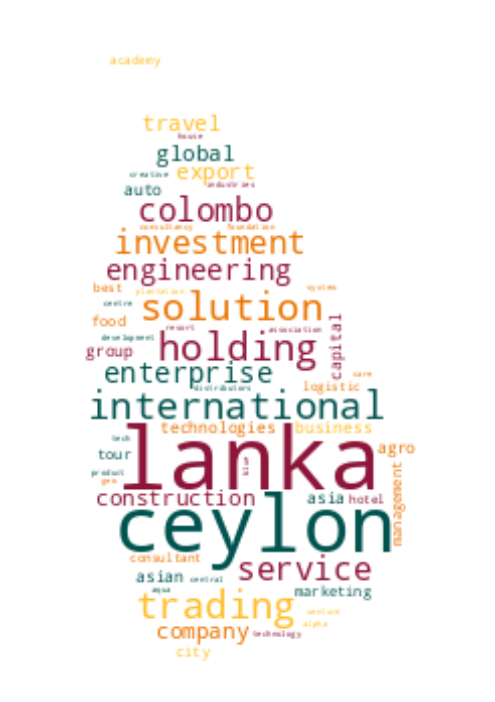 academy
travel
house
global
creative export
industries
auto
colombo
consultancy foundation
investment
engineering
best plantation system
centre
solution
food
resort association
development
group holding capital
enterprise care
distributors logistic
international
technologies business
tech
lanka
tour agro
product
management
construction asia hotel
ceylon
consultant
service
asian central
aqua marketing
trading venture
alpha
company technology
city